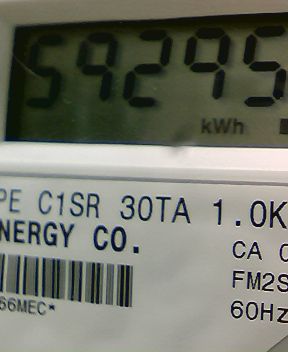 59295
kWh
PE C1SR 30TA 1.0K
NERGY CO.
CA
66MEC*
FM2S
60Hz